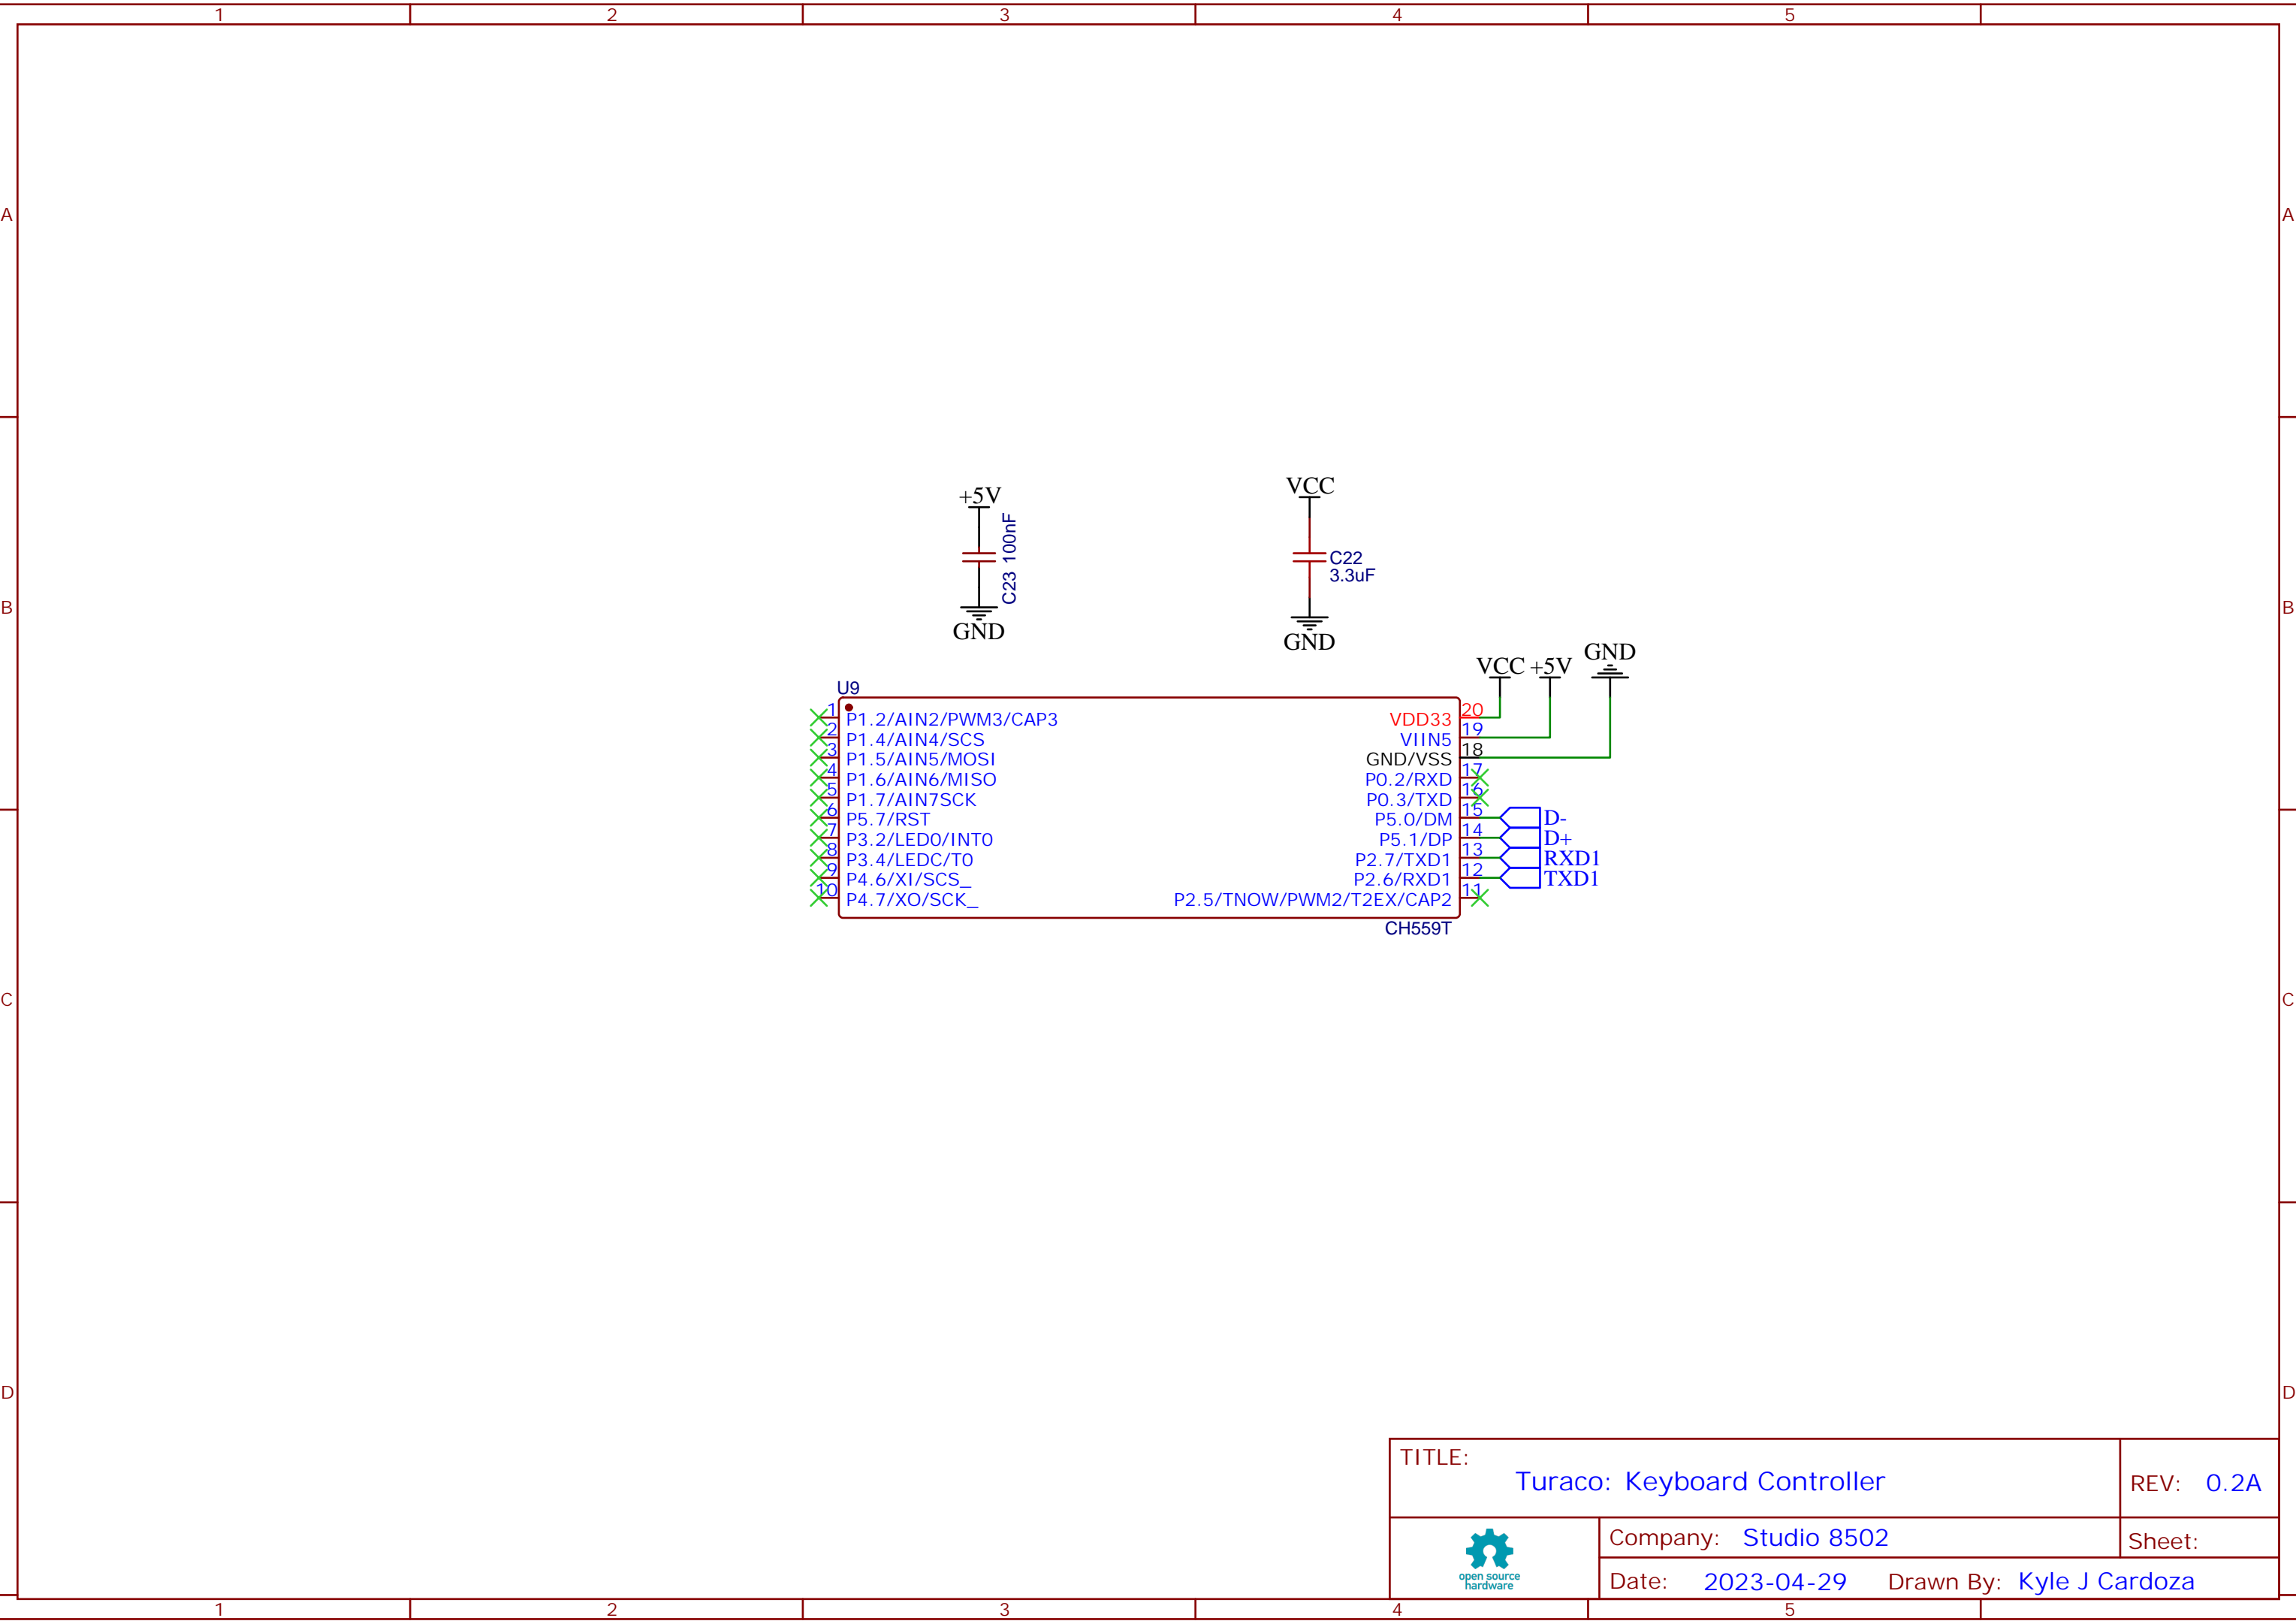 1 2 3 4 5
A A
+5V
C23 100nF
GND
VCC
C22
3.3uF
GND
B B
VCC +5V GND
U9
1 P1.2/AIN2/PWM3/CAP3
2 P1.4/AIN4/SCS
3 P1.5/AIN5/MOSI
4 P1.6/AIN6/MISO
5 P1.7/AIN7SCK
6 P5.7/RST
7 P3.2/LED0/INT0
8 P3.4/LEDC/T0
9 P4.6/XI/SCS_
10 P4.7/XO/SCK_
VDD33 20
VIIN5 19
GND/VSS 18
P0.2/RXD 17
P0.3/TXD 16
P5.0/DM 15 D-
P5.1/DP 14 D+
P2.7/TXD1 13 RXD1
P2.6/RXD1 12 TXD1
P2.5/TNOW/PWM2/T2EX/CAP2 11
CH559T
C C
D D
TITLE:
Turaco: Keyboard Controller
REV: 0.2A
open source
hardware
Company: Studio 8502
Sheet:
Date: 2023-04-29 Drawn By: Kyle J Cardoza
1 2 3 4 5